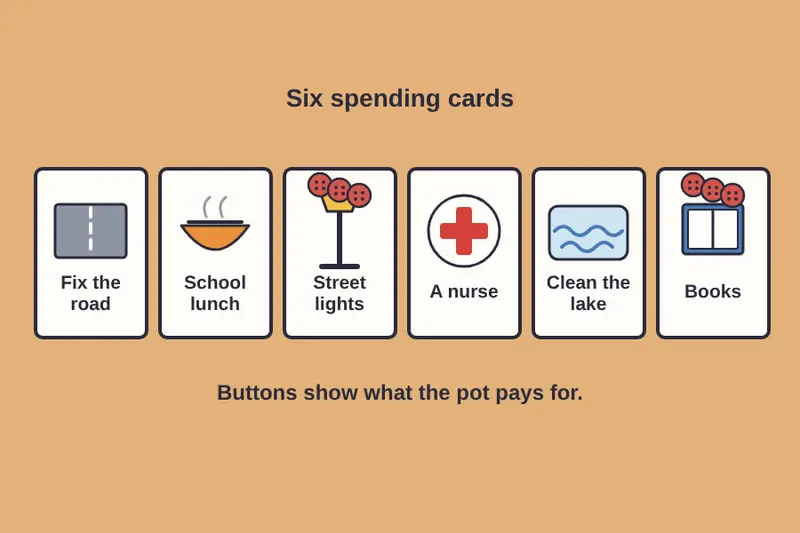 Six spending cards
Fix the
road
School
lunch
Street
lights
A nurse
Clean the
lake
Books
Buttons show what the pot pays for.